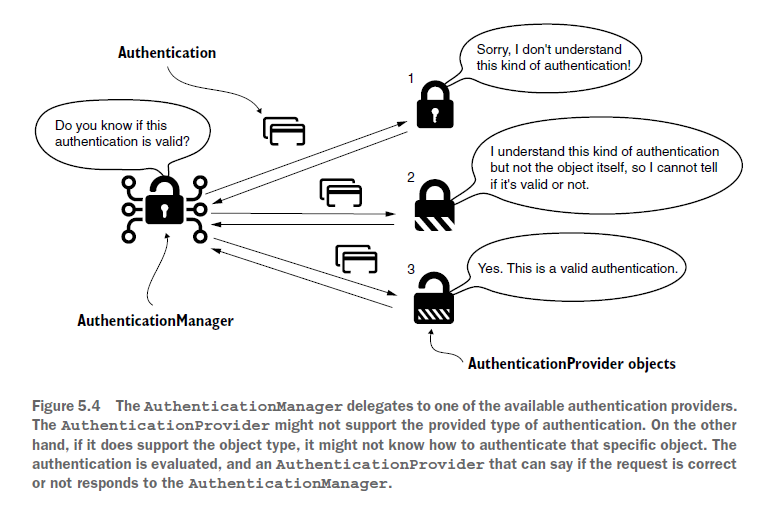 Authentication
Sorry, I don't understand
this kind of authentication!
1
Do you know if this
authentication is valid?
I understand this kind of authentication
but not the object itself, so I cannot tell
if it's valid or not.
2
3
Yes. This is a valid authentication.
AuthenticationManager
AuthenticationProvider objects
Figure 5.4 The AuthenticationManager delegates to one of the available authentication providers.
The AuthenticationProvider might not support the provided type of authentication. On the other
hand, if it does support the object type, it might not know how to authenticate that specific object. The
authentication is evaluated, and an AuthenticationProvider that can say if the request is correct
or not responds to the AuthenticationManager.